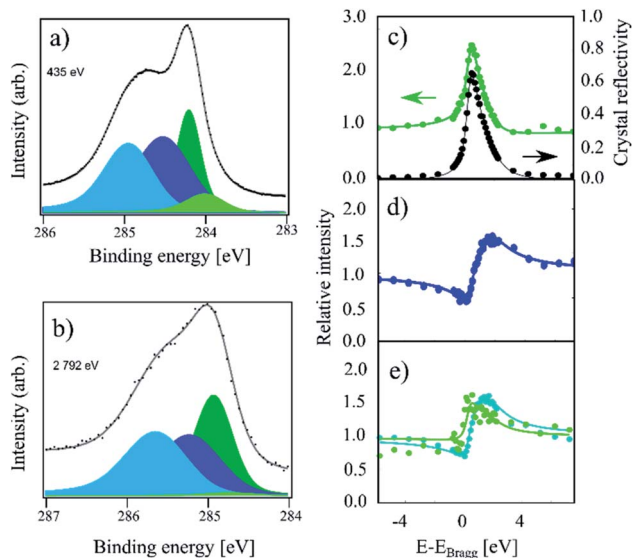 a)
435 eV
Intensity (arb.)
286 285 284 283
Binding energy [eV]
b)
2 792 eV
Intensity (arb.)
287 286 285 284
Binding energy [eV]
c)
3.0
2.0
1.0
0.0
1.0
0.8
0.6
0.4
0.2
0.0
Crystal reflectivity
d)
2.0
1.5
1.0
0.5
0.0
Relative intensity
e)
2.0
1.5
1.0
0.5
0.0
-4 0 4
E-EBragg [eV]